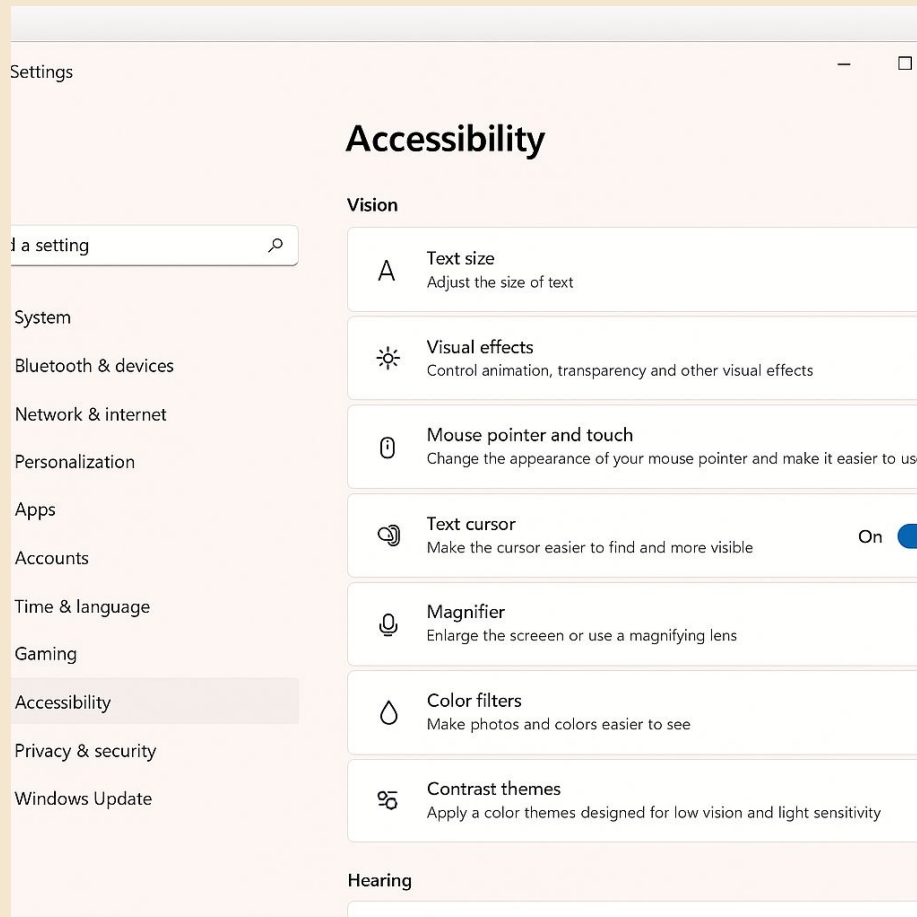 Settings
Accessibility
Vision
d a setting
Text size
Adjust the size of text
System
Visual effects
Control animation, transparency and other visual effects
Bluetooth & devices
Network & internet
Mouse pointer and touch
Change the appearance of your mouse pointer and make it easier to us
Personalization
Apps
Text cursor
Make the cursor easier to find and more visible
On
Accounts
Time & language
Magnifier
Enlarge the screeen or use a magnifying lens
Gaming
Accessibility
Color filters
Make photos and colors easier to see
Privacy & security
Windows Update
Contrast themes
Apply a color themes designed for low vision and light sensitivity
Hearing